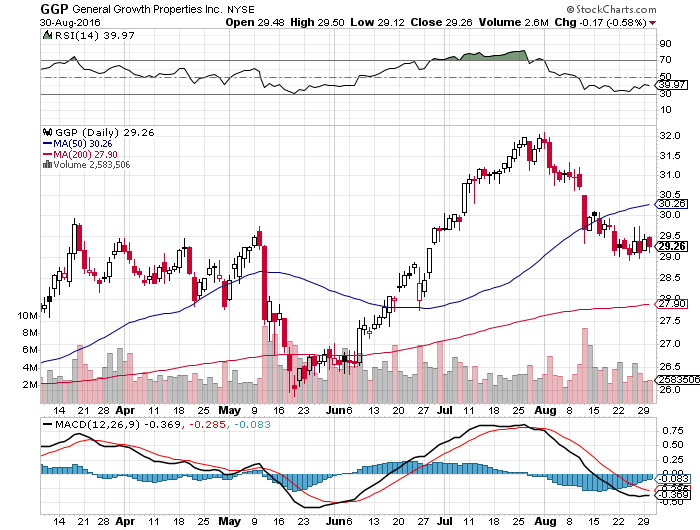 GGP General Growth Properties Inc. NYSE © StockCharts.com
30-Aug-2016 Open 29.48 High 29.50 Low 29.12 Close 29.26 Volume 2.6M Chg -0.17 (-0.58%)
RSI(14) 39.97
90
70
50
39.97
30
10
GGP (Daily) 29.26
MA(50) 30.26
MA(200) 27.90
Volume 2,583,506
32.0
31.5
31.0
30.5
30.26
30.0
29.5
29.26
29.0
28.5
28.0
27.90
27.5
27.0
26.5
2583506
26.0
10M
8M
6M
4M
2M
14 21 28 Apr 11 18 25 May 9 16 23 Jun 6 13 20 27 Jul 11 18 25 Aug 8 15 22 29
MACD(12,26,9) -0.369, -0.285, -0.083
0.75
0.50
0.25
0.00
-0.083
-0.369
-0.50
14 21 28 Apr 11 18 25 May 9 16 23 Jun 6 13 20 27 Jul 11 18 25 Aug 8 15 22 29